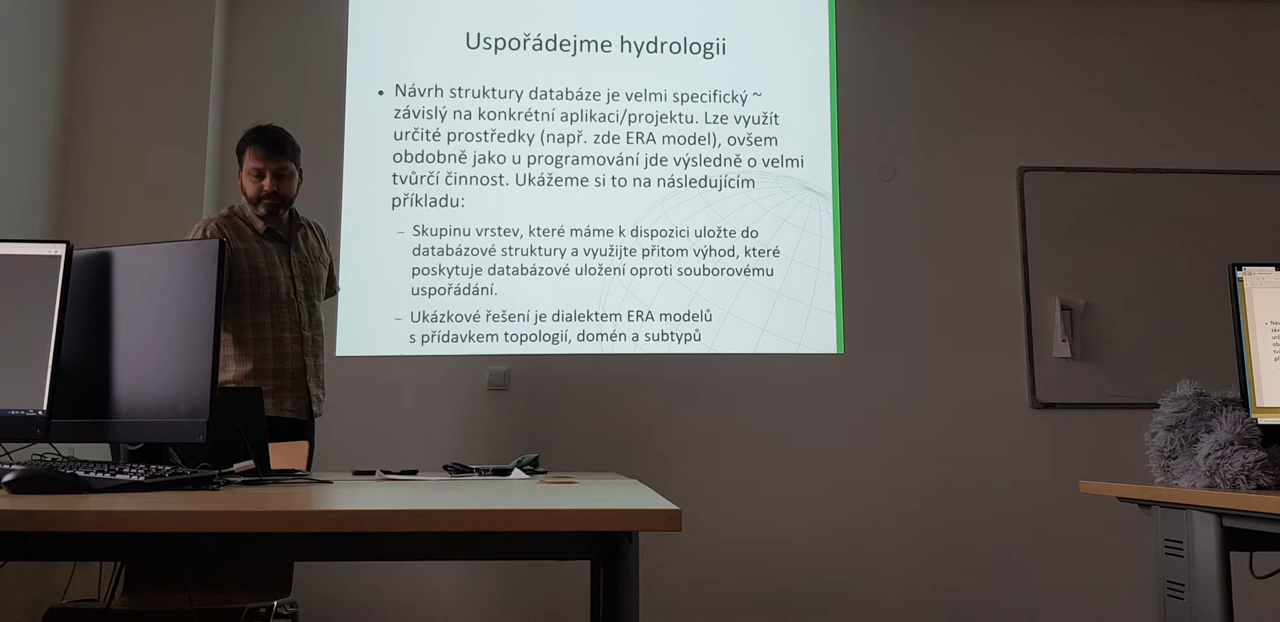 Uspořádejme hydrologii
• Návrh struktury databáze je velmi specifický ~
závislý na konkrétní aplikaci/projektu. Lze využít
určité prostředky (např. zde ERA model), ovšem
obdobně jako u programování jde výsledně o velmi
tvůrčí činnost. Ukážeme si to na následujícím
příkladu:
– Skupinu vrstev, které máme k dispozici uložte do
databázové struktury a využijte přitom výhod, které
poskytuje databázové uložení oproti souborovému
uspořádání.
– Ukázkové řešení je dialektem ERA modelů
s přídavkem topologií, domén a subtypů